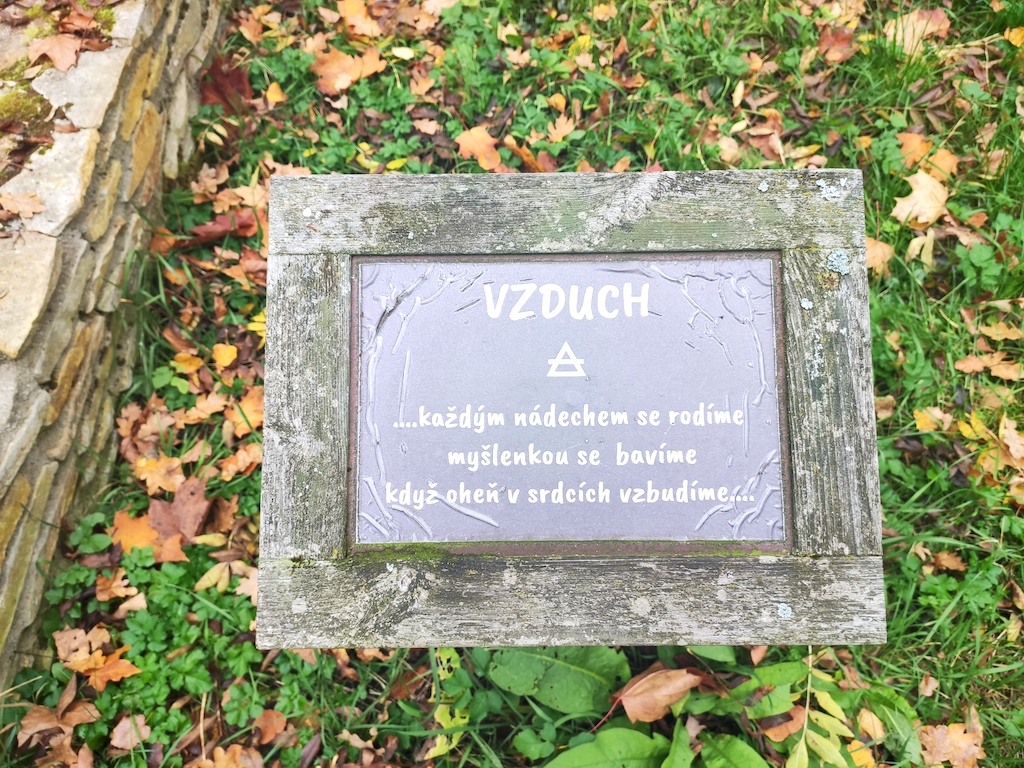 VZDUCH
....každým nádechem se rodíme
myšlenkou se bavíme
když oheň v srdcích vzbudíme....